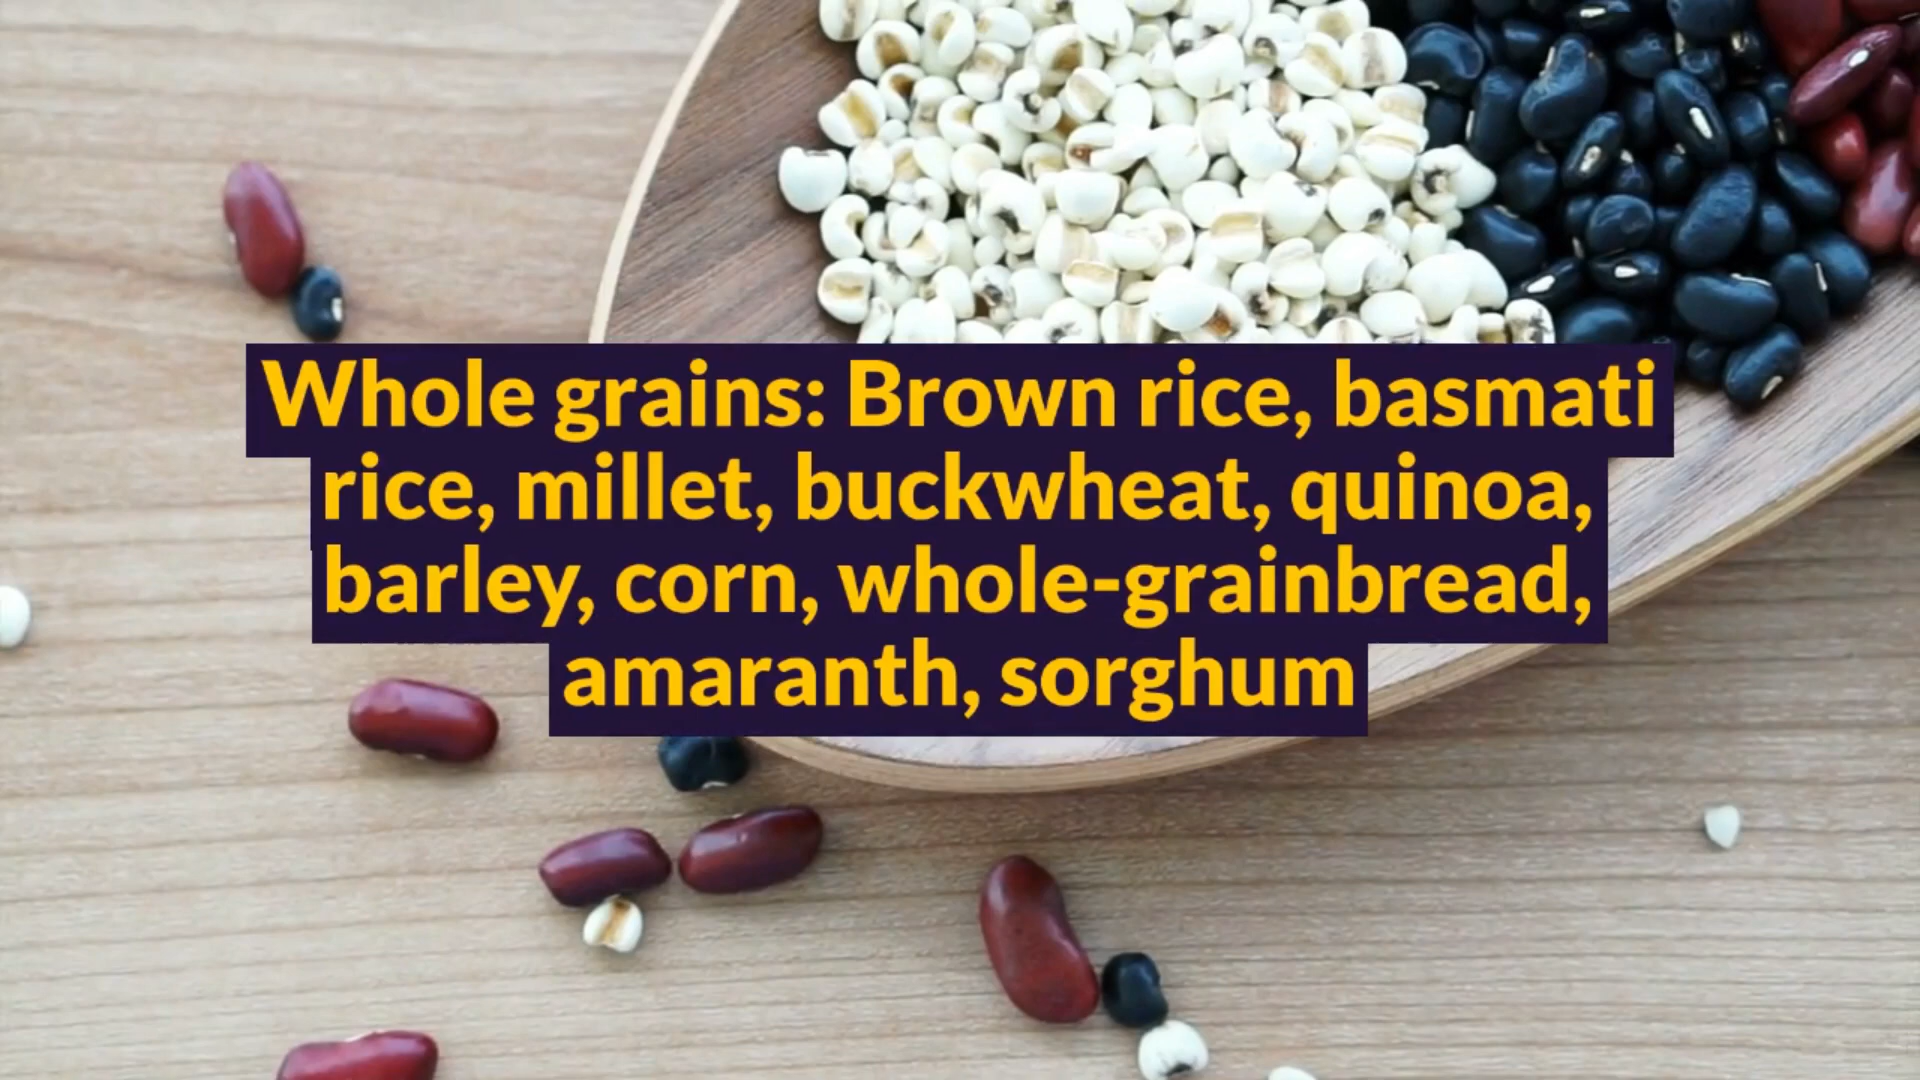 Whole grains: Brown rice, basmati
rice, millet, buckwheat, quinoa,
barley, corn, whole-grainbread,
amaranth, sorghum